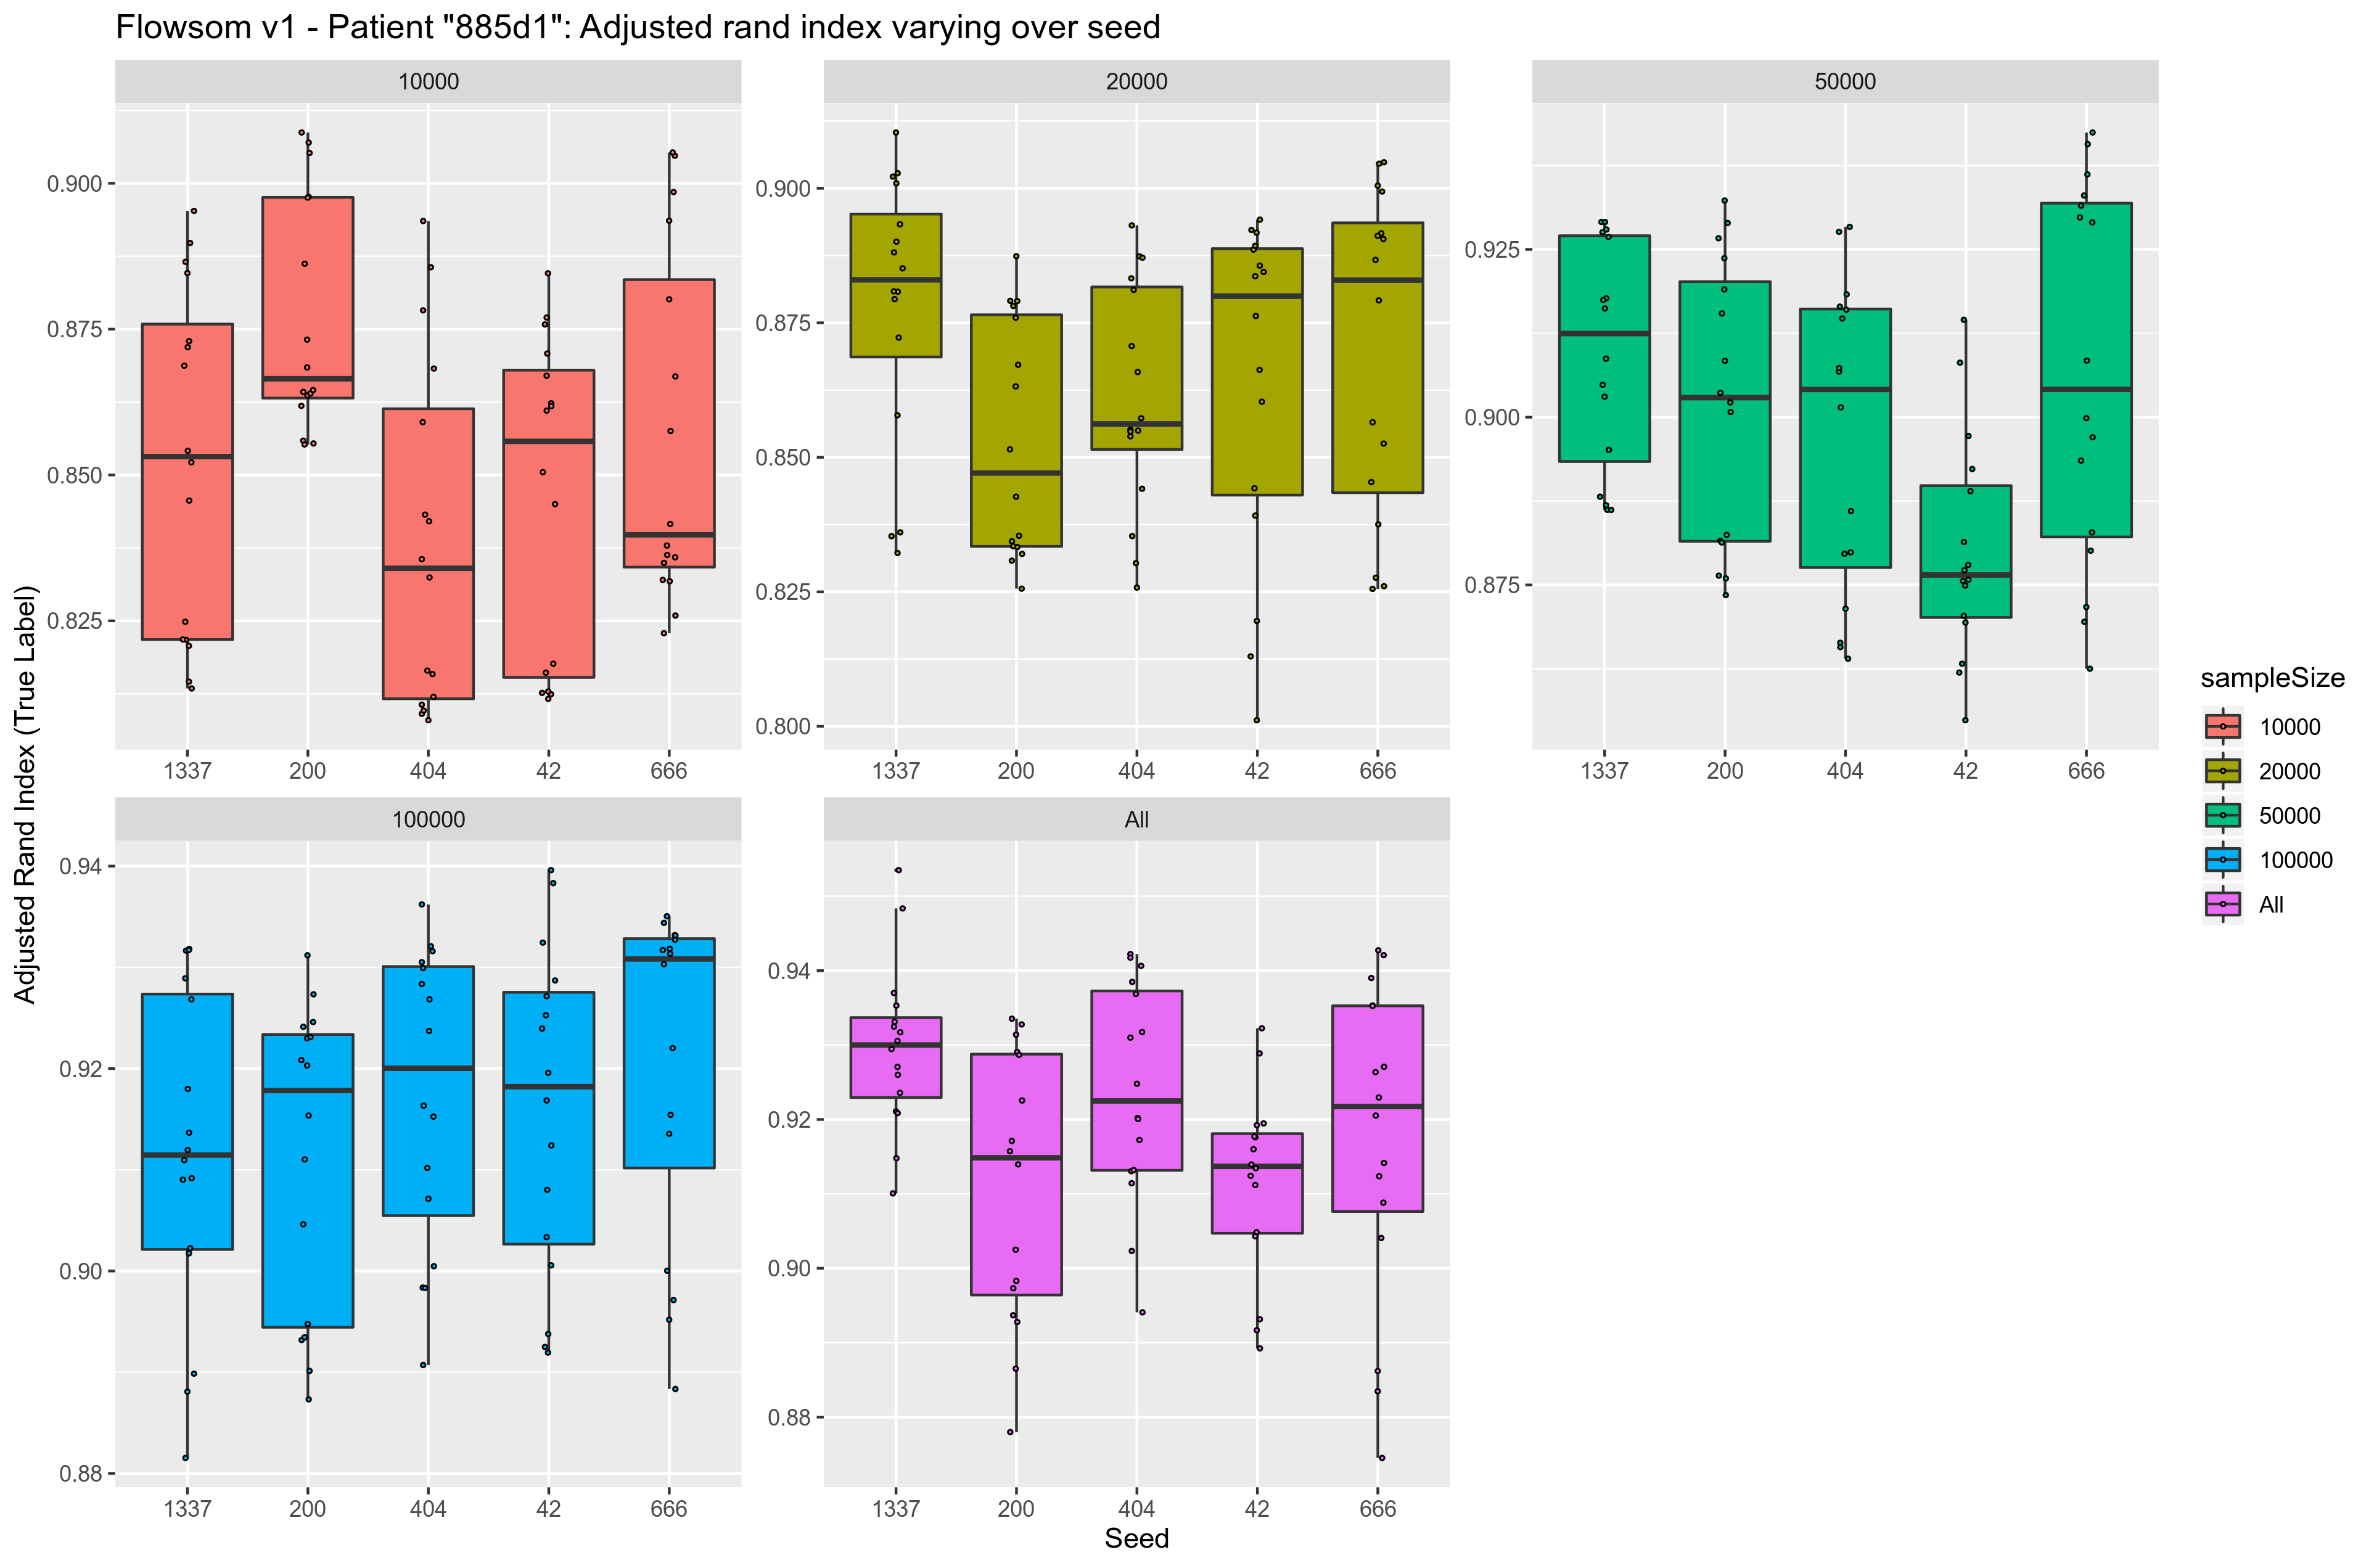 Flowsom v1 - Patient "885d1": Adjusted rand index varying over seed
10000
20000
50000
0.900
0.875
0.850
0.825
0.900
0.875
0.850
0.825
0.800
0.925
0.900
0.875
1337 200 404 42 666
1337 200 404 42 666
1337 200 404 42 666
Adjusted Rand Index (True Label)
100000
All
0.94
0.92
0.90
0.88
0.94
0.92
0.90
0.88
1337 200 404 42 666
1337 200 404 42 666
Seed
sampleSize
10000
20000
50000
100000
All